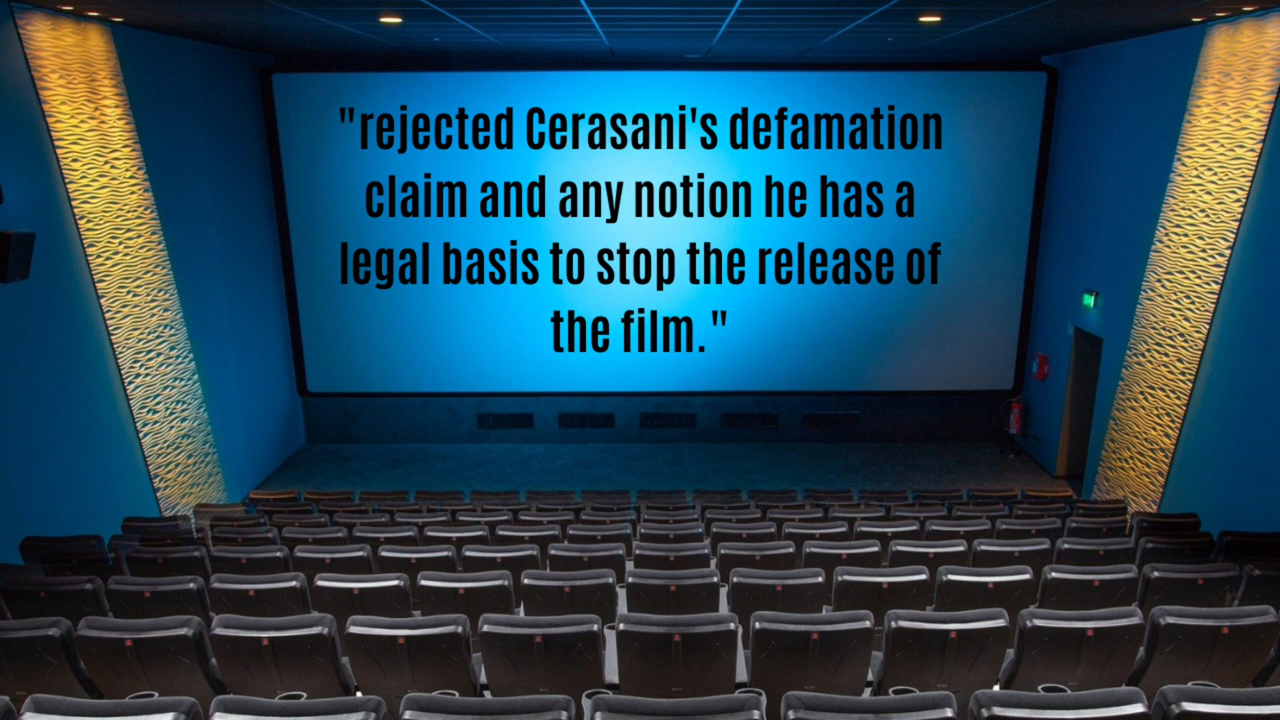 "rejected Cerasani's defamation
claim and any notion he has a
legal basis to stop the release of
the film."